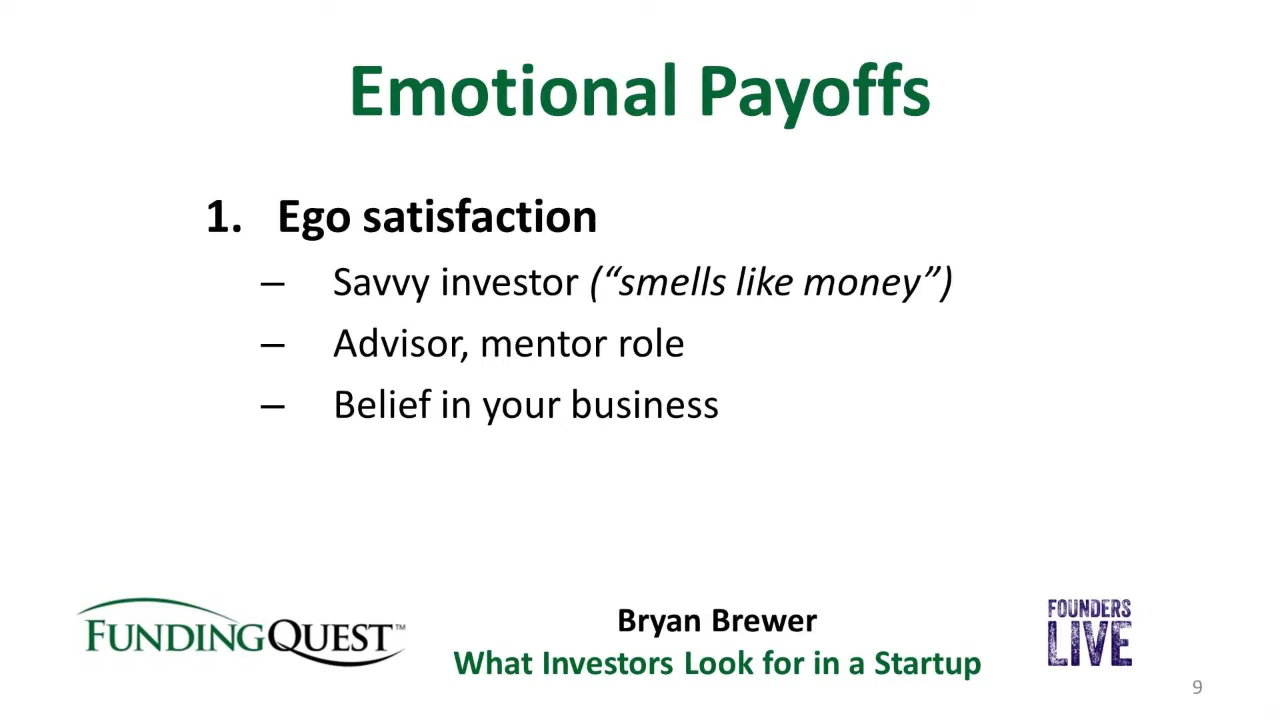 Emotional Payoffs
1. Ego satisfaction
– Savvy investor (“smells like money”)
– Advisor, mentor role
– Belief in your business
FUNDINGQUEST™
Bryan Brewer
What Investors Look for in a Startup
FOUNDERS
LIVE
9